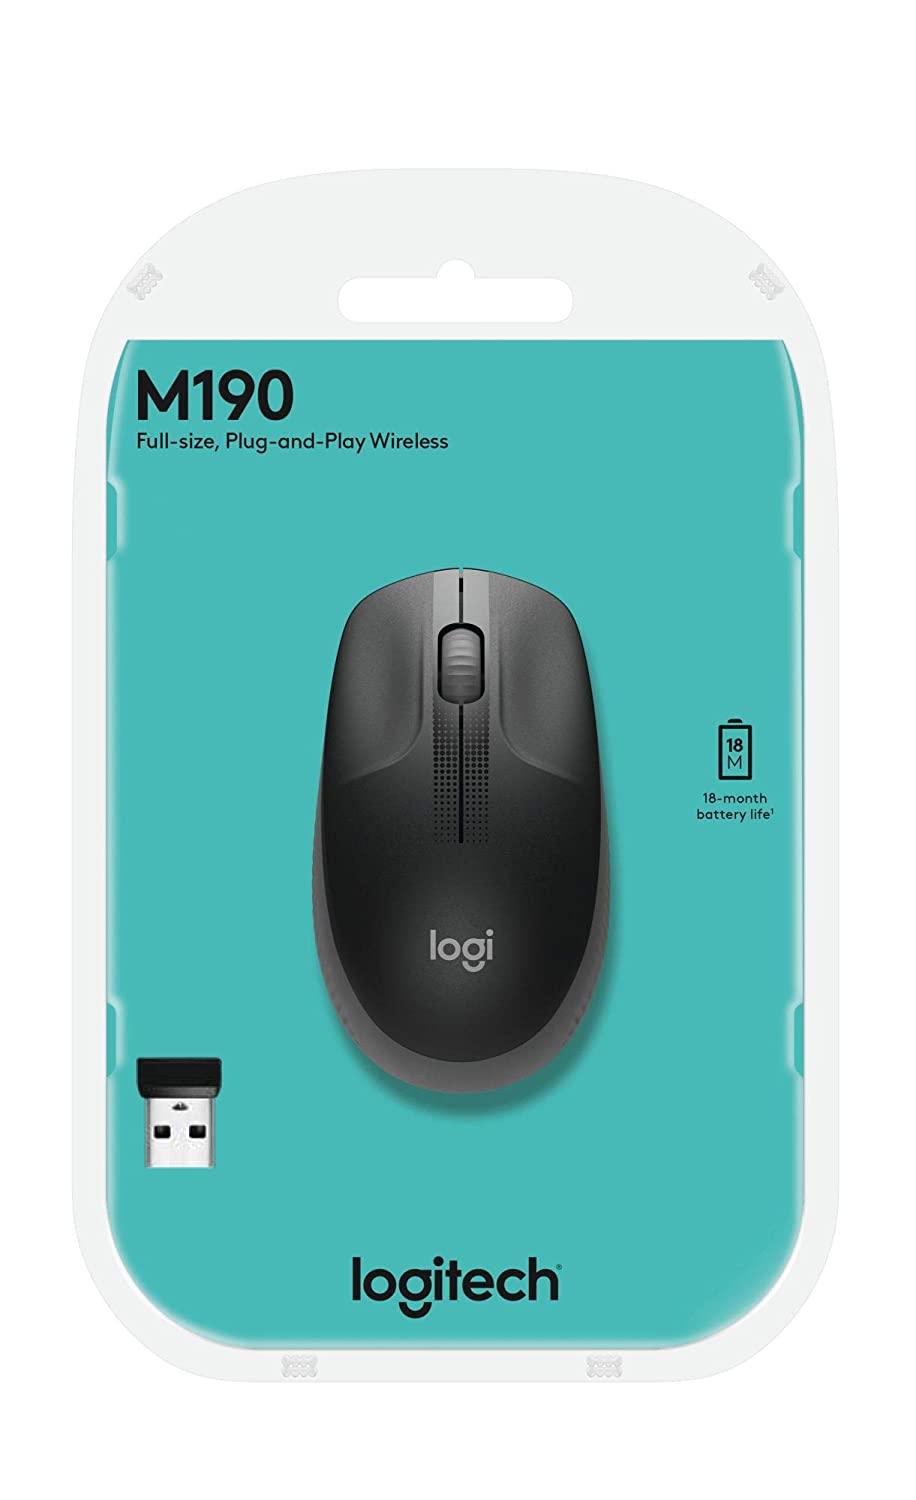 M190
Full-size, Plug-and-Play Wireless
18
M
18-month
battery life¹
logi
logitech®